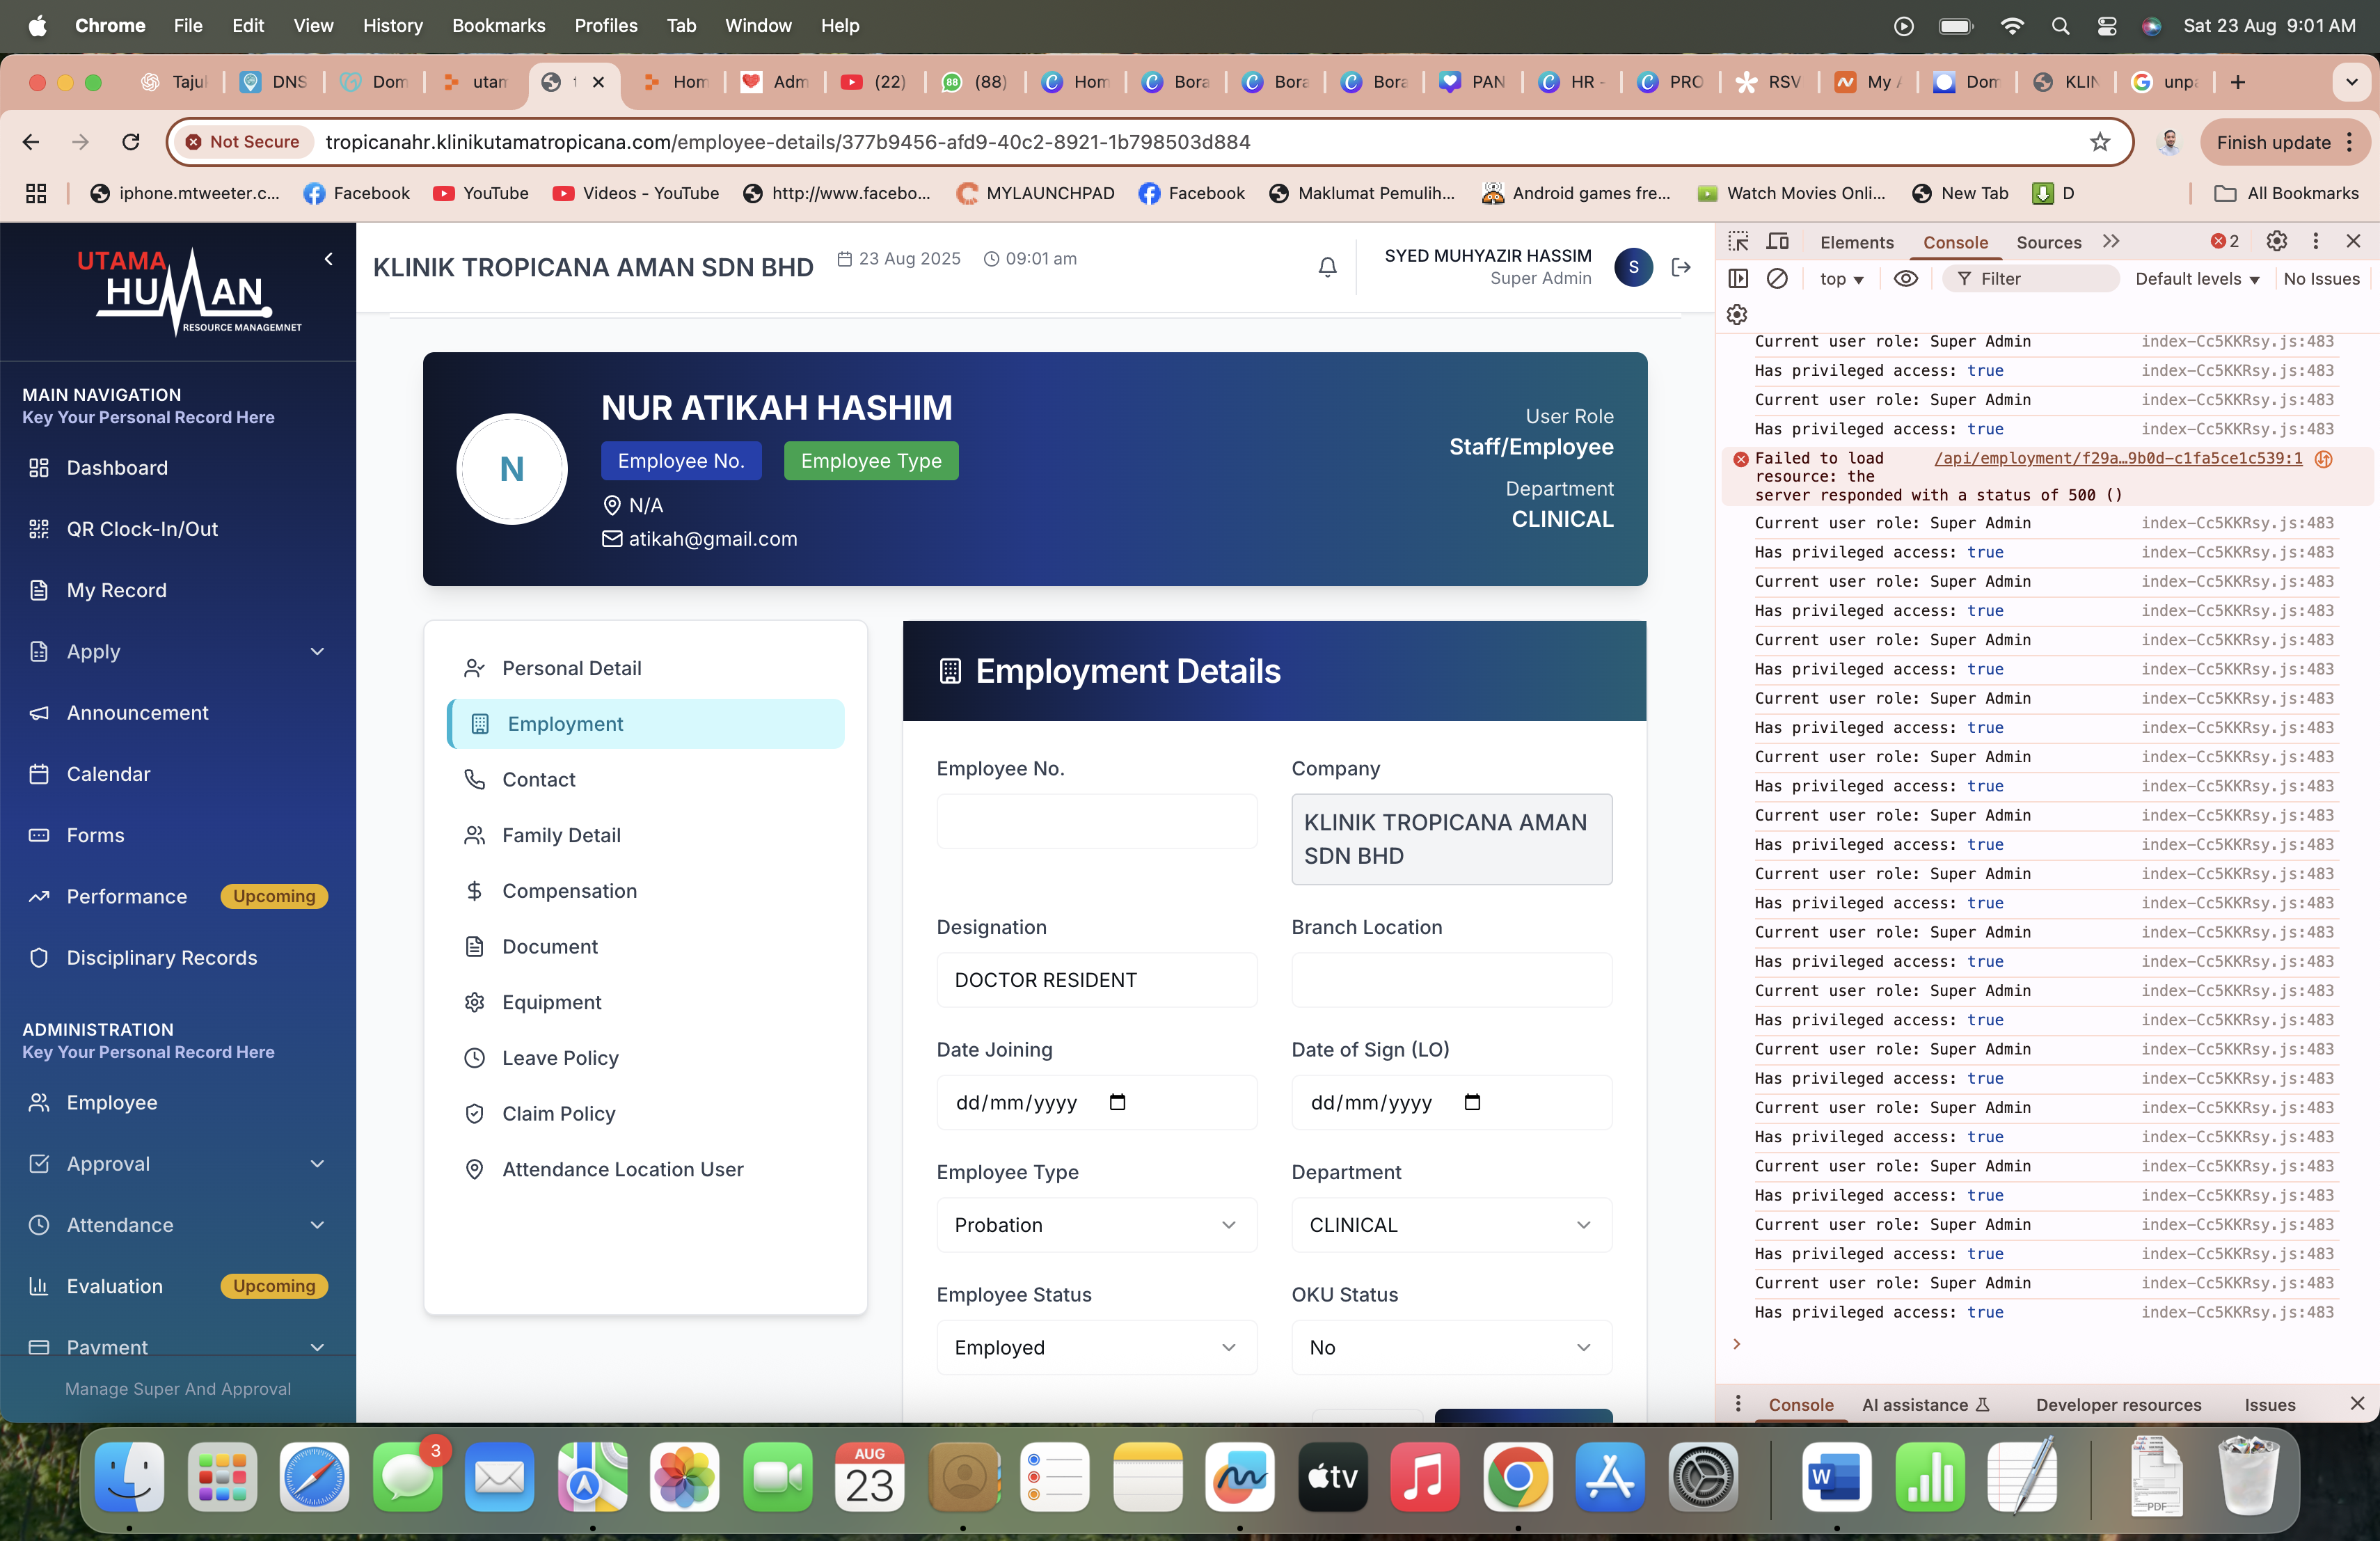 Chrome File Edit View History Bookmarks Profiles Tab Window Help Sat 23 Aug 9:01 AM
Taju DNS Dom utam Hom Adm (22) 88 (88) Hom Bora Bora Bora PAN HR - PRO RSV My Dom KLIN unpa
Not Secure tropicanahr.klinikutamatropicana.com/employee-details/377b9456-afd9-40c2-8921-1b798503d884 Finish update
iphone.mtweeter.c... Facebook YouTube Videos - YouTube http://www.facebo... MYLAUNCHPAD Facebook Maklumat Pemulih... Android games fre... Watch Movies Onli... New Tab D All Bookmarks
UTAMA
HUMAN
RESOURCE MANAGEMNET
MAIN NAVIGATION
Key Your Personal Record Here
Dashboard
QR Clock-In/Out
My Record
Apply
Announcement
Calendar
Forms
Performance Upcoming
Disciplinary Records
ADMINISTRATION
Key Your Personal Record Here
Employee
Approval
Attendance
Evaluation Upcoming
Payment
Manage Super And Approval
KLINIK TROPICANA AMAN SDN BHD 23 Aug 2025 09:01 am
SYED MUHYAZIR HASSIM
Super Admin
S
N
NUR ATIKAH HASHIM
Employee No. Employee Type
N/A
atikah@gmail.com
User Role
Staff/Employee
Department
CLINICAL
Personal Detail
Employment
Contact
Family Detail
Compensation
Document
Equipment
Leave Policy
Claim Policy
Attendance Location User
Employment Details
Employee No. Company
KLINIK TROPICANA AMAN
SDN BHD
Designation Branch Location
DOCTOR RESIDENT
Date Joining Date of Sign (LO)
dd/mm/yyyy dd/mm/yyyy
Employee Type Department
Probation CLINICAL
Employee Status OKU Status
Employed No
Elements Console Sources 2
top Filter Default levels No Issues
Current user role: Super Admin index-Cc5KKRsy.js:483
Has privileged access: true index-Cc5KKRsy.js:483
Current user role: Super Admin index-Cc5KKRsy.js:483
Has privileged access: true index-Cc5KKRsy.js:483
Failed to load /api/employment/f29a…9b0d-c1fa5ce1c539:1
resource: the
server responded with a status of 500 ()
Current user role: Super Admin index-Cc5KKRsy.js:483
Has privileged access: true index-Cc5KKRsy.js:483
Current user role: Super Admin index-Cc5KKRsy.js:483
Has privileged access: true index-Cc5KKRsy.js:483
Current user role: Super Admin index-Cc5KKRsy.js:483
Has privileged access: true index-Cc5KKRsy.js:483
Current user role: Super Admin index-Cc5KKRsy.js:483
Has privileged access: true index-Cc5KKRsy.js:483
Current user role: Super Admin index-Cc5KKRsy.js:483
Has privileged access: true index-Cc5KKRsy.js:483
Current user role: Super Admin index-Cc5KKRsy.js:483
Has privileged access: true index-Cc5KKRsy.js:483
Current user role: Super Admin index-Cc5KKRsy.js:483
Has privileged access: true index-Cc5KKRsy.js:483
Current user role: Super Admin index-Cc5KKRsy.js:483
Has privileged access: true index-Cc5KKRsy.js:483
Current user role: Super Admin index-Cc5KKRsy.js:483
Has privileged access: true index-Cc5KKRsy.js:483
Current user role: Super Admin index-Cc5KKRsy.js:483
Has privileged access: true index-Cc5KKRsy.js:483
Current user role: Super Admin index-Cc5KKRsy.js:483
Has privileged access: true index-Cc5KKRsy.js:483
Current user role: Super Admin index-Cc5KKRsy.js:483
Has privileged access: true index-Cc5KKRsy.js:483
Current user role: Super Admin index-Cc5KKRsy.js:483
Has privileged access: true index-Cc5KKRsy.js:483
Current user role: Super Admin index-Cc5KKRsy.js:483
Has privileged access: true index-Cc5KKRsy.js:483
Console AI assistance Developer resources Issues
3
AUG
23
tv
W
PDF